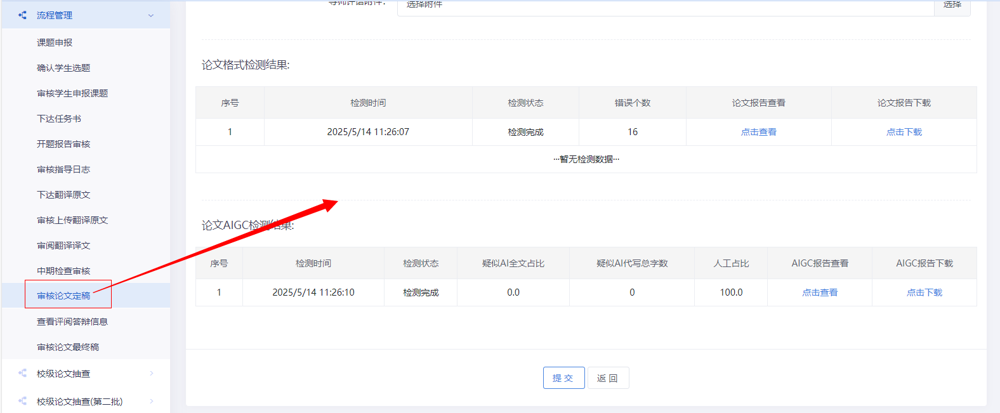 流程管理
课题申报
确认学生选题
审核学生申报课题
下达任务书
开题报告审核
审核指导日志
下达翻译原文
审核上传翻译原文
审阅翻译译文
中期检查审核
审核论文定稿
查看评阅答辩信息
审核论文最终稿
校级论文抽查
校级论文抽查(第二批)
导师评语附件: 选择附件 选择
论文格式检测结果:
序号 检测时间 检测状态 错误个数 论文报告查看 论文报告下载
1 2025/5/14 11:26:07 检测完成 16 点击查看 点击下载
···暂无检测数据···
论文AIGC检测结果:
序号 检测时间 检测状态 疑似AI全文占比 疑似AI代写总字数 人工占比 AIGC报告查看 AIGC报告下载
1 2025/5/14 11:26:10 检测完成 0.0 0 100.0 点击查看 点击下载
提 交 返 回